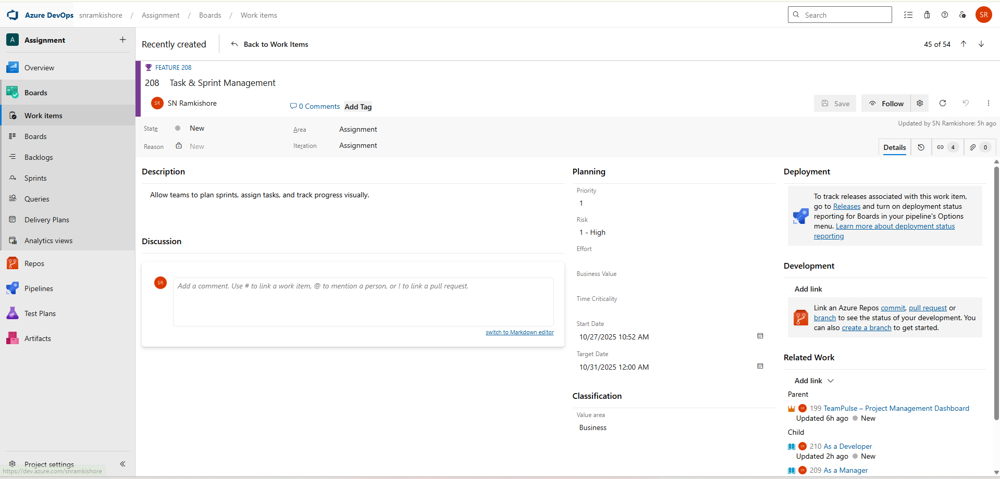 Azure DevOps snramkishore / Assignment / Boards / Work items
Search
SR
A Assignment
Recently created
Back to Work Items
45 of 54
Overview
Boards
Work items
Boards
Backlogs
Sprints
Queries
Delivery Plans
Analytics views
Repos
Pipelines
Test Plans
Artifacts
Project settings
https://dev.azure.com/snramkishore
FEATURE 208
208 Task & Sprint Management
SR SN Ramkishore
0 Comments Add Tag
Save
Follow
State New
Area Assignment
Reason New
Iteration Assignment
Updated by SN Ramkishore: 5h ago
Details
4
0
Description
Allow teams to plan sprints, assign tasks, and track progress visually.
Discussion
SR
Add a comment. Use # to link a work item, @ to mention a person, or ! to link a pull request.
switch to Markdown editor
Planning
Priority
1
Risk
1 - High
Effort
Business Value
Time Criticality
Start Date
10/27/2025 10:52 AM
Target Date
10/31/2025 12:00 AM
Classification
Value area
Business
Deployment
To track releases associated with this work item,
go to Releases and turn on deployment status
reporting for Boards in your pipeline's Options
menu. Learn more about deployment status
reporting
Development
Add link
Link an Azure Repos commit, pull request or
branch to see the status of your development. You
can also create a branch to get started.
Related Work
Add link
Parent
SR 199 TeamPulse – Project Management Dashboard
Updated 6h ago New
Child
SR 210 As a Developer
Updated 2h ago New
SR 209 As a Manager